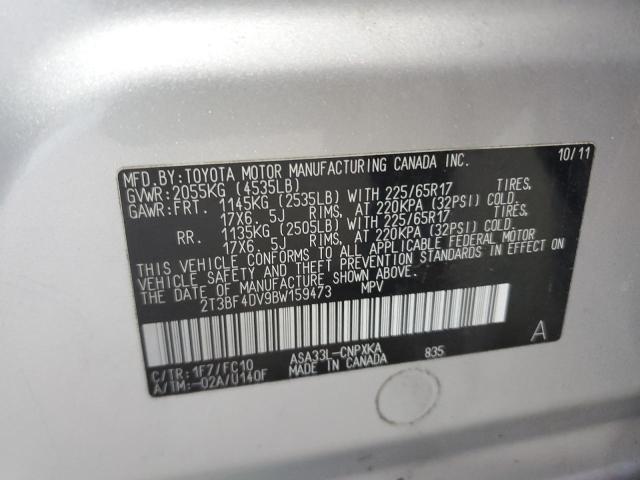 MFD.BY:TOYOTA MOTOR MANUFACTURING CANADA INC. 10/11
GVWR:2055KG (4535LB)
GAWR:FRT. 1145KG (2535LB) WITH 225/65R17 TIRES,
17X6 5J RIMS, AT 220KPA (32PSI) COLD.
RR. 1135KG (2505LB) WITH 225/65R17 TIRES,
17X6 5J RIMS, AT 220KPA (32PSI) COLD.
THIS VEHICLE CONFORMS TO ALL APPLICABLE FEDERAL MOTOR
VEHICLE SAFETY AND THEFT PREVENTION STANDARDS IN EFFECT ON
THE DATE OF MANUFACTURE SHOWN ABOVE.
2T3BF4DV9BW159473 MPV
A
C/TR:1F7/FC10 ASA33L-CNPXKA 835
A/TM:-02A/U140F MADE IN CANADA